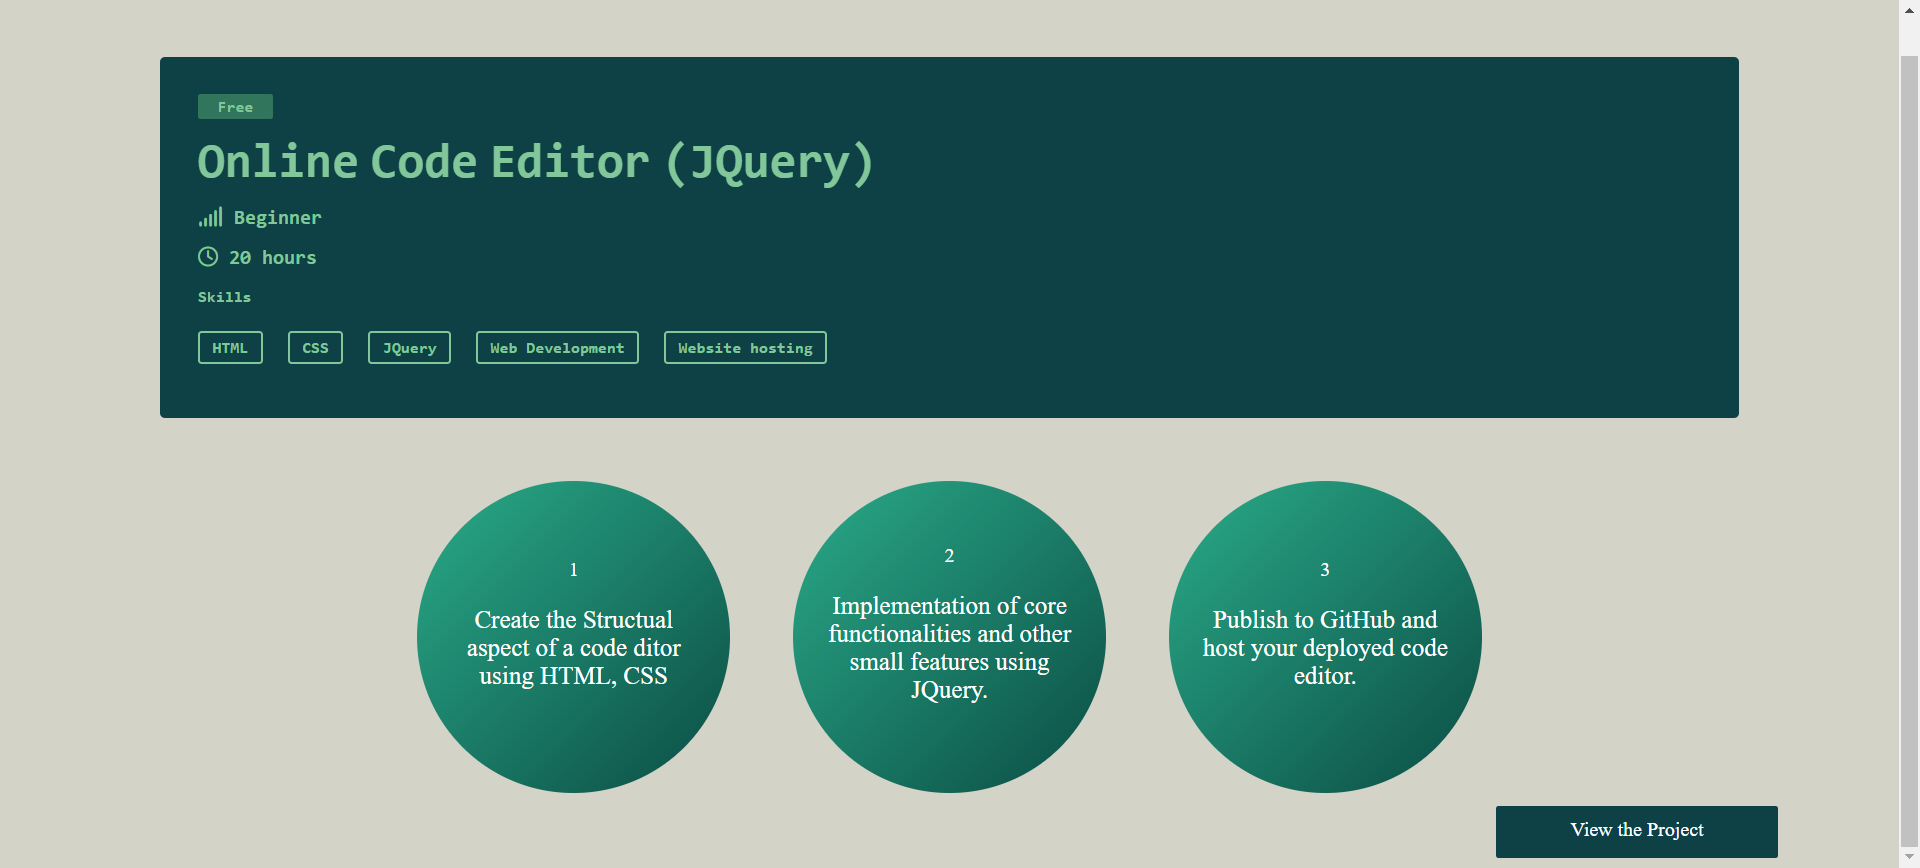 Free
Online Code Editor (JQuery)
Beginner
20 hours
Skills
HTML CSS JQuery Web Development Website hosting
1
Create the Structual
aspect of a code ditor
using HTML, CSS
2
Implementation of core
functionalities and other
small features using
JQuery.
3
Publish to GitHub and
host your deployed code
editor.
View the Project